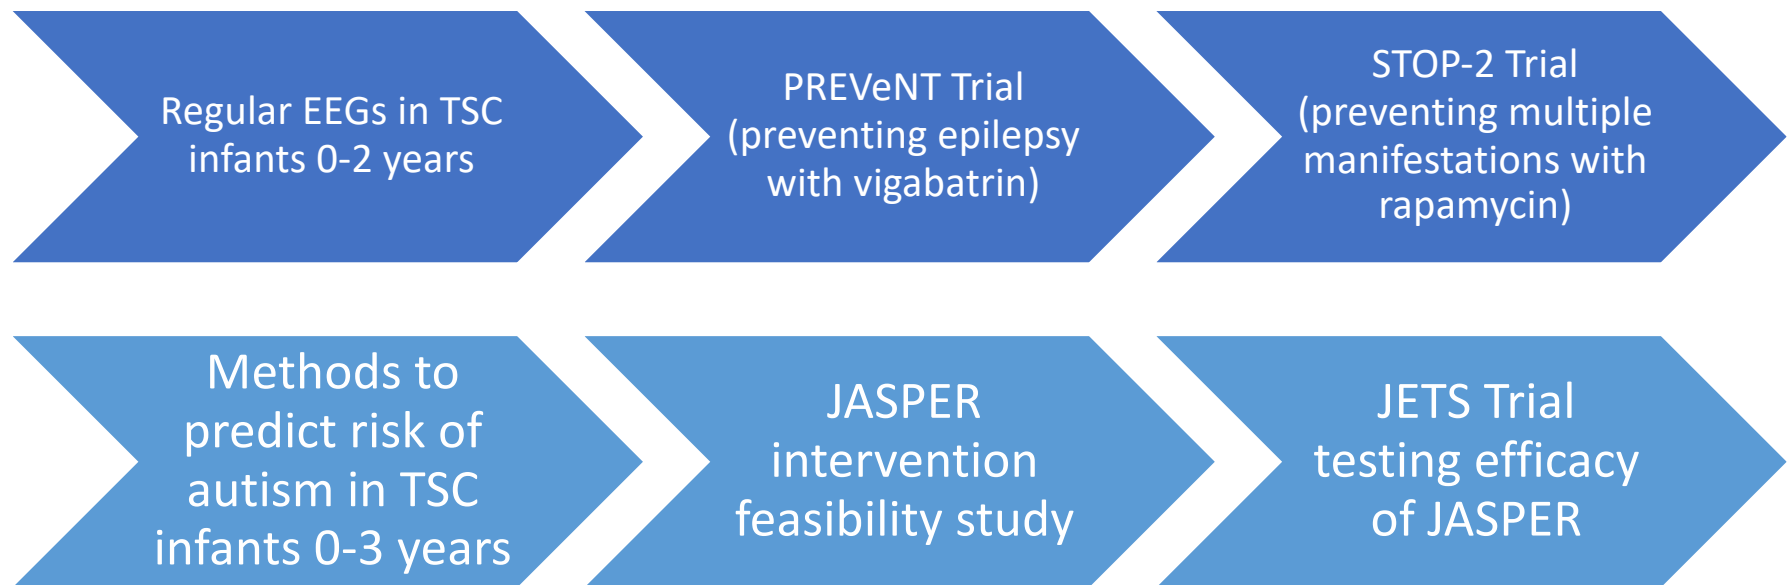 Regular EEGs in TSC
infants 0-2 years
PREVeNT Trial
(preventing epilepsy
with vigabatrin)
STOP-2 Trial
(preventing multiple
manifestations with
rapamycin)
Methods to
predict risk of
autism in TSC
infants 0-3 years
JASPER
intervention
feasibility study
JETS Trial
testing efficacy
of JASPER